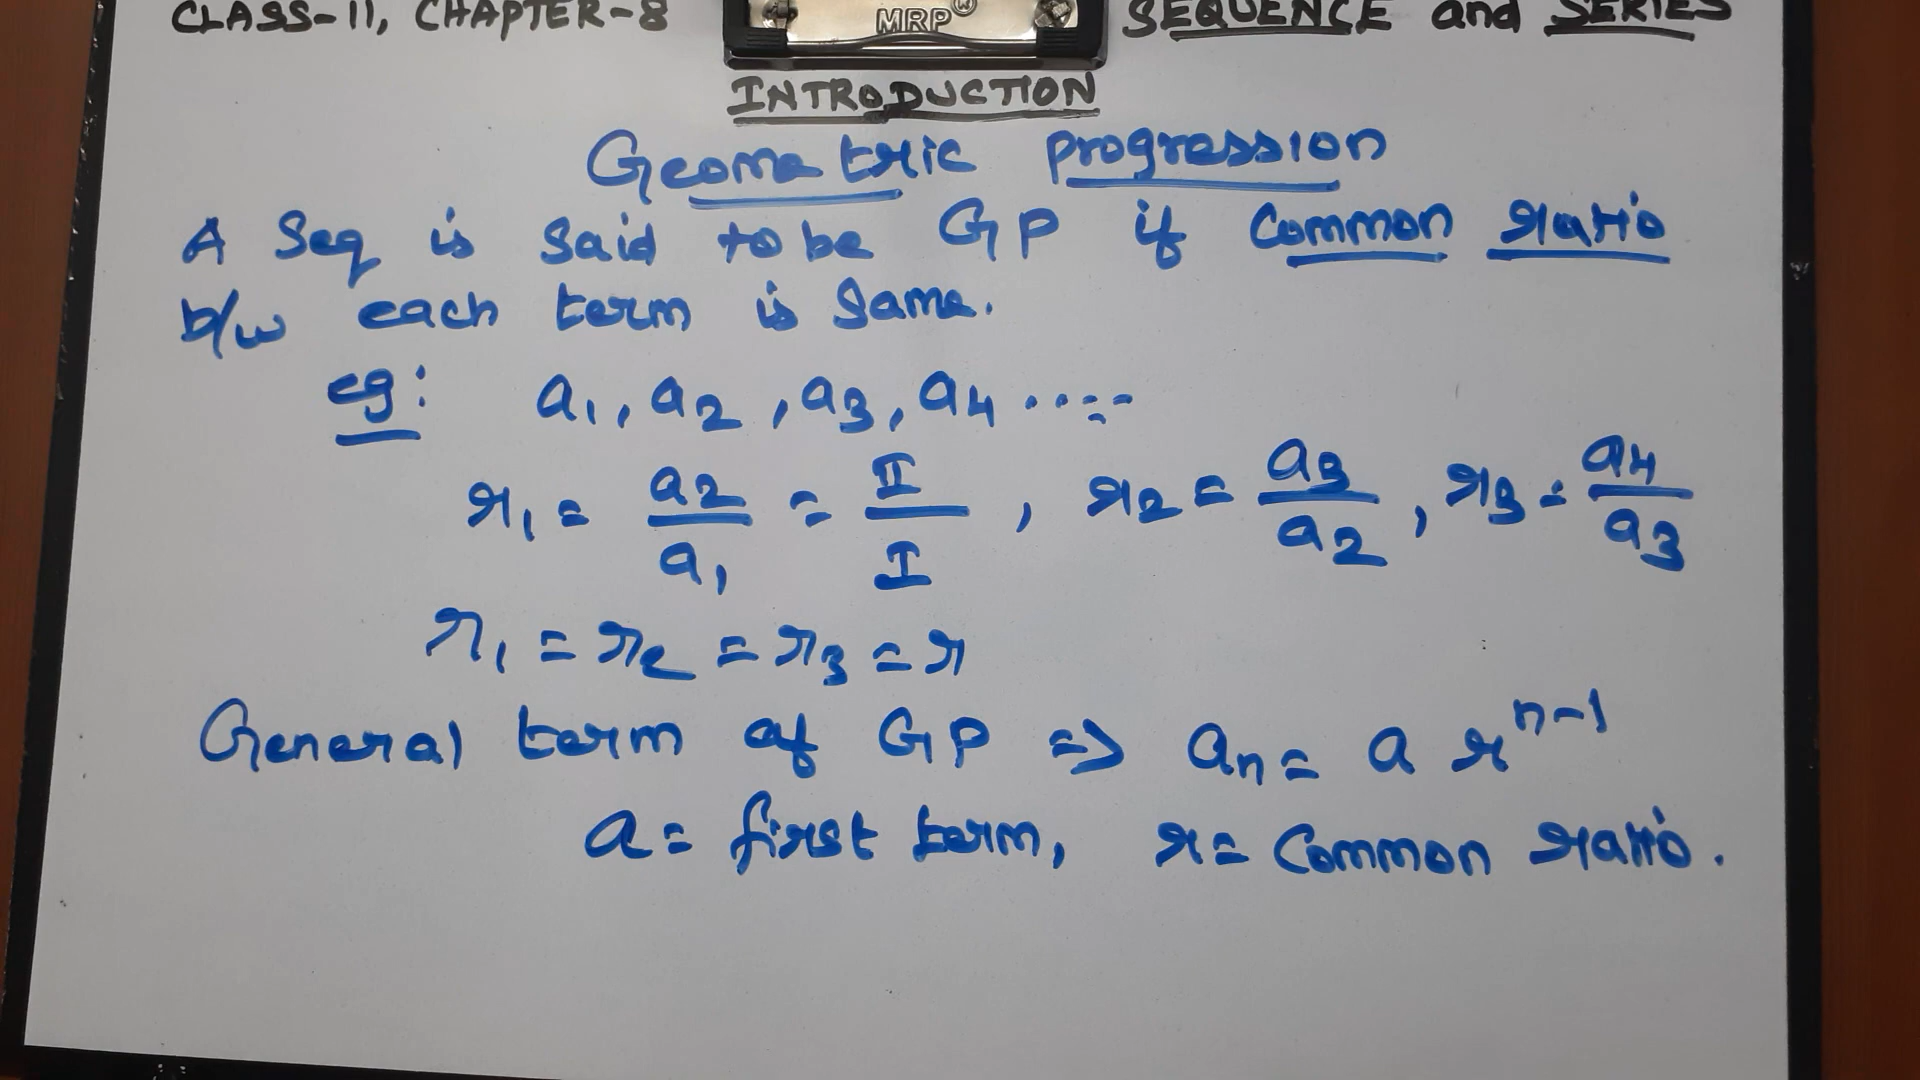 CLASS-11, CHAPTER-8 MRP SEQUENCE and SERIES
INTRODUCTION
Geometric progression
A Seq is Said to be GP if Common ratio
b/w each term is Same.
eg: a₁, a₂, a₃, a₄ .....
r₁ = a₂/a₁ = II/I , r₂ = a₃/a₂ , r₃ = a₄/a₃
r₁ = r₂ = r₃ = r
General term of GP => aₙ = a rⁿ⁻¹
a = first term, r = Common ratio.